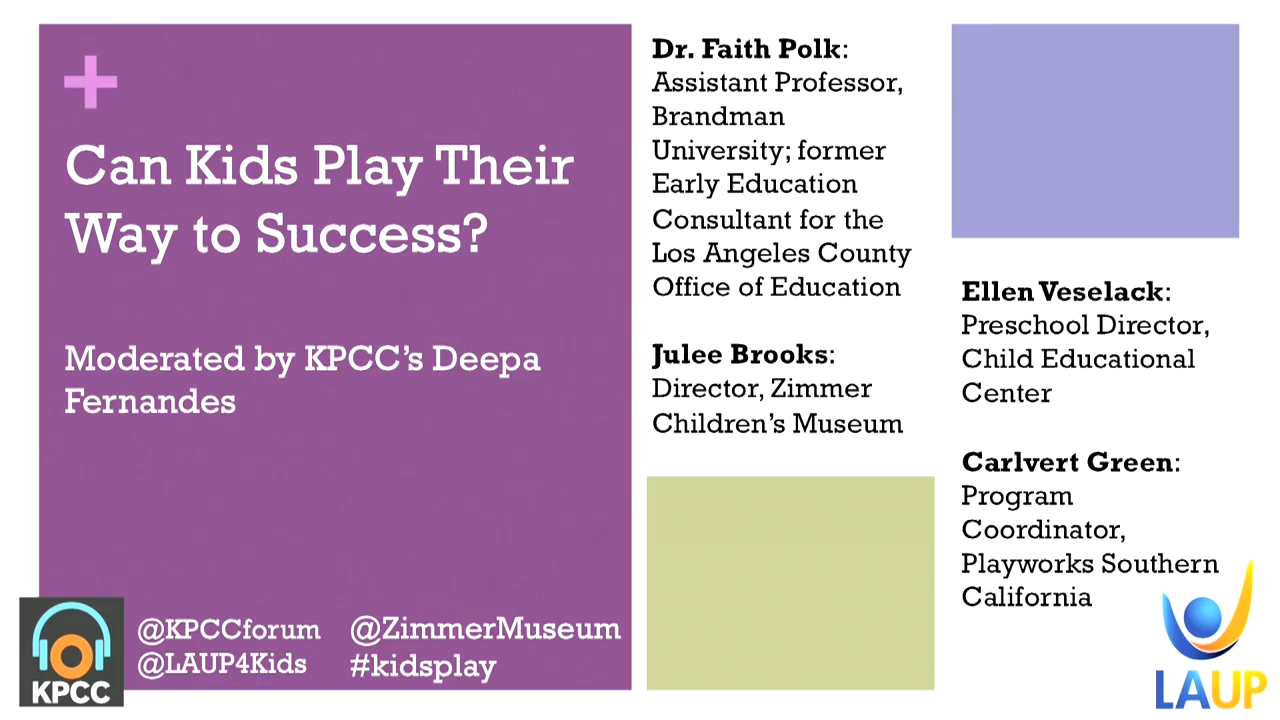 +
Can Kids Play Their
Way to Success?
Moderated by KPCC’s Deepa
Fernandes
@KPCCforum
@LAUP4Kids
@ZimmerMuseum
#kidsplay
KPCC
Dr. Faith Polk:
Assistant Professor,
Brandman
University; former
Early Education
Consultant for the
Los Angeles County
Office of Education
Julee Brooks:
Director, Zimmer
Children’s Museum
Ellen Veselack:
Preschool Director,
Child Educational
Center
Carlvert Green:
Program
Coordinator,
Playworks Southern
California
LAUP